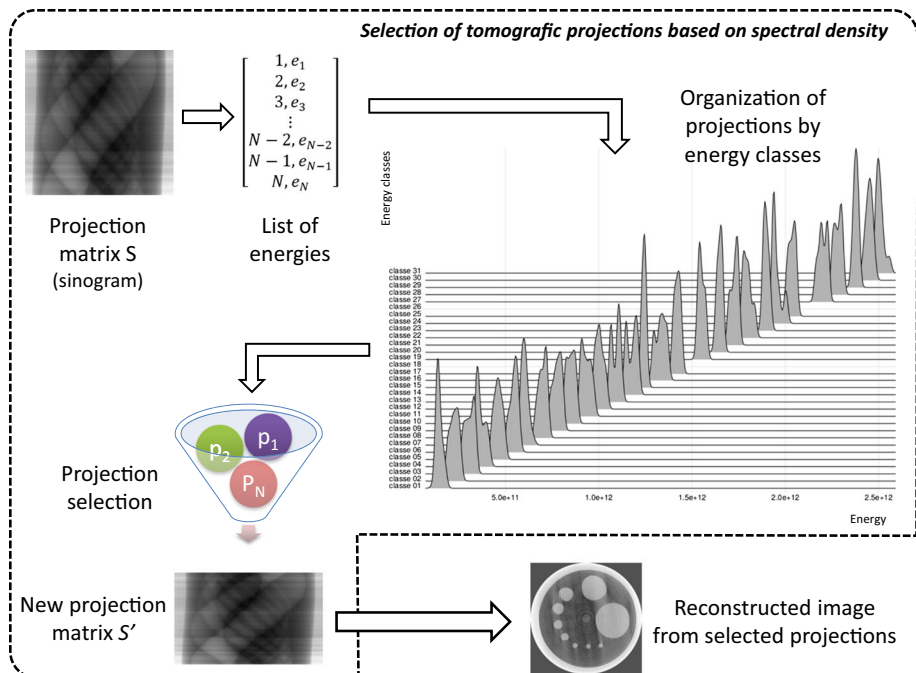 Selection of tomografic projections based on spectral density
1, e₁
2, e₂
3, e₃
⋮
N − 2, eN−2
N − 1, eN−1
N, eN
Projection
matrix S
(sinogram)
List of
energies
Organization of
projections by
energy classes
Energy classes
classe 31
classe 30
classe 29
classe 28
classe 27
classe 26
classe 25
classe 24
classe 23
classe 22
classe 21
classe 20
classe 19
classe 18
classe 17
classe 16
classe 15
classe 14
classe 13
classe 12
classe 11
classe 10
classe 09
classe 08
classe 07
classe 06
classe 05
classe 04
classe 03
classe 02
classe 01
5.0e+11 1.0e+12 1.5e+12 2.0e+12 2.5e+12
Energy
Projection
selection
p₂ p₁
PN
New projection
matrix S’
Reconstructed image
from selected projections